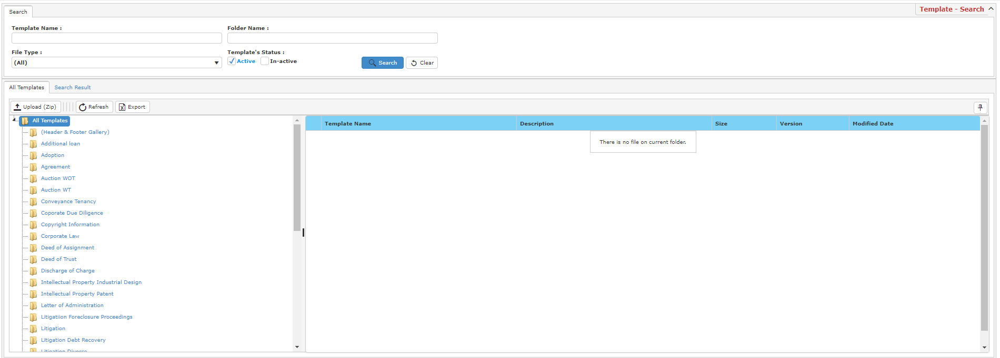 Search
Template - Search
Template Name :
Folder Name :
File Type :
Template's Status :
(All)
Active
In-active
Search
Clear
All Templates
Search Result
Upload (Zip)
Refresh
Export
All Templates
(Header & Footer Gallery)
Additional loan
Adoption
Agreement
Auction WOT
Auction WT
Conveyance Tenancy
Coporate Due Diligence
Copyright Information
Corporate Law
Deed of Assignment
Deed of Trust
Discharge of Charge
Intellectual Property Industrial Design
Intellectual Property Patent
Letter of Administration
Litigatiion Foreclosure Proceedings
Litigation
Litigation Debt Recovery
Litigation Divorce
Template Name
Description
Size
Version
Modified Date
There is no file on current folder.